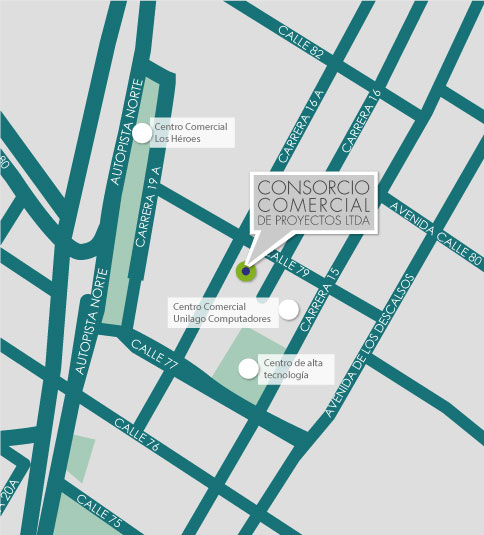 CALLE 82
AUTOPISTA NORTE
CARRERA 16 A
CARRERA 16
Centro Comercial
Los Héroes
80
CARRERA 19 A
CONSORCIO
COMERCIAL
DE PROYECTOS LTDA
AVENIDA CALLE 80
CALLE 79
AUTOPISTA NORTE
Centro Comercial
Unilago Computadores
CARRERA 15
AVENIDA DE LOS DESCALSOS
CALLE 77
Centro de alta
tecnología
CALLE 76
A 20A
CALLE 75